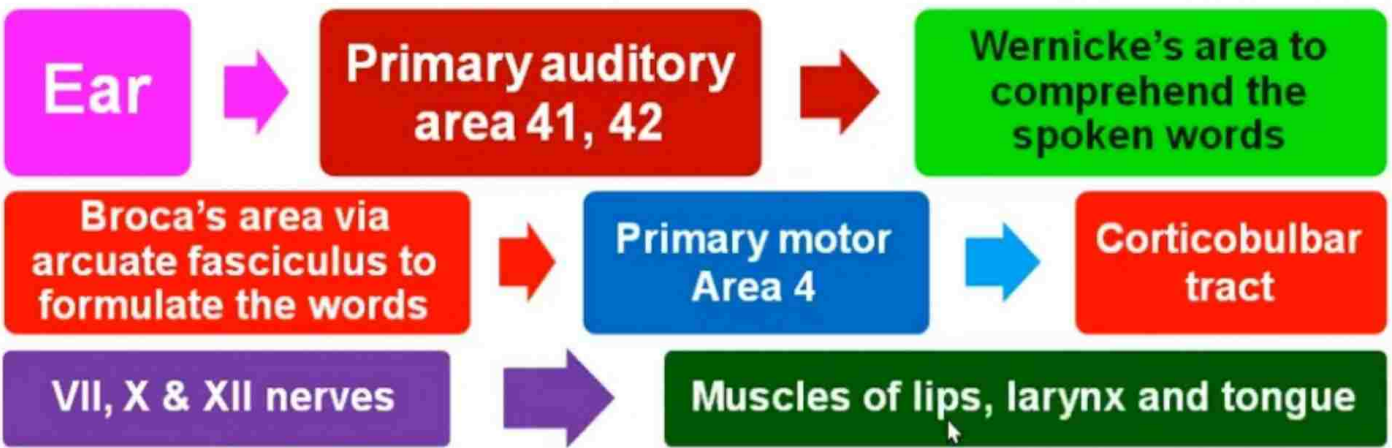 Ear
Primary auditory
area 41, 42
Wernicke's area to
comprehend the
spoken words
Broca's area via
arcuate fasciculus to
formulate the words
Primary motor
Area 4
Corticobulbar
tract
VII, X & XII nerves
Muscles of lips, larynx and tongue